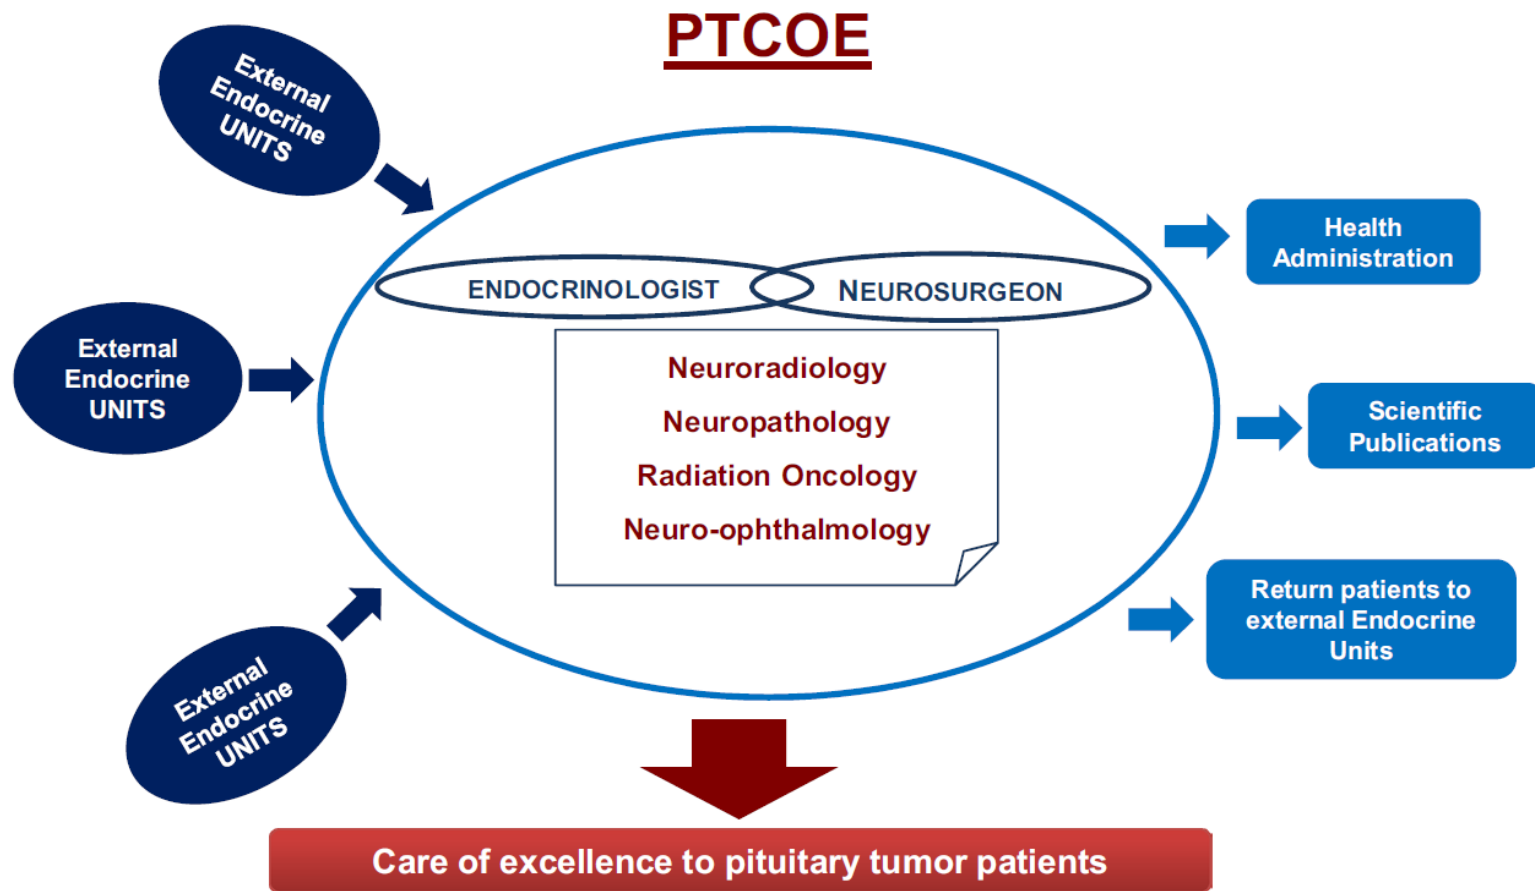 PTCOE
External
Endocrine
UNITS
External
Endocrine
UNITS
External
Endocrine
UNITS
ENDOCRINOLOGIST
NEUROSURGEON
Neuroradiology
Neuropathology
Radiation Oncology
Neuro-ophthalmology
Health
Administration
Scientific
Publications
Return patients to
external Endocrine
Units
Care of excellence to pituitary tumor patients